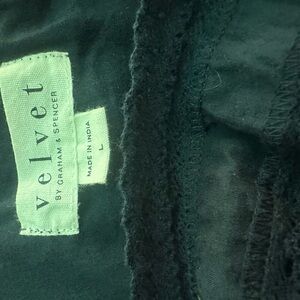 velvet
BY GRAHAM & SPENCER
L
MADE IN INDIA